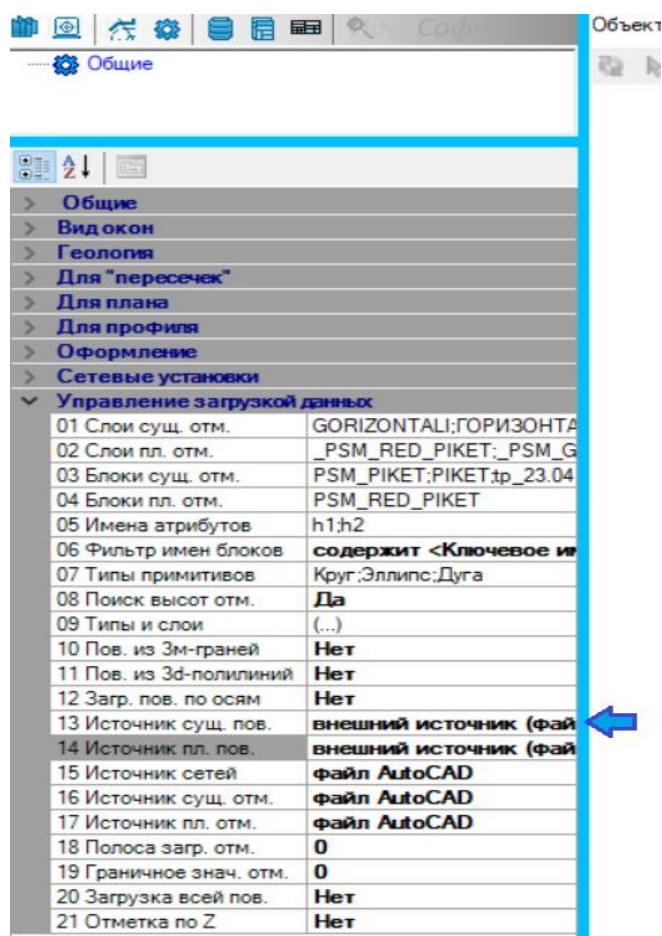 Объект
Общие
Общие
Вид окон
Геология
Для "пересечек"
Для плана
Для профиля
Оформление
Сетевые установки
Управление загрузкой данных
01 Слои сущ. отм. GORIZONTALI;ГОРИЗОНТА
02 Слои пл. отм. _PSM_RED_PIKET;_PSM_G
03 Блоки сущ. отм. PSM_PIKET;PIKET;tp_23.04
04 Блоки пл. отм. PSM_RED_PIKET
05 Имена атрибутов h1;h2
06 Фильтр имен блоков содержит <Ключевое им
07 Типы примитивов Круг;Эллипс;Дуга
08 Поиск высот отм. Да
09 Типы и слои (...)
10 Пов. из 3м-граней Нет
11 Пов. из 3d-полилиний Нет
12 Загр. пов. по осям Нет
13 Источник сущ. пов. внешний источник (фай
14 Источник пл. пов. внешний источник (фай
15 Источник сетей файл AutoCAD
16 Источник сущ. отм. файл AutoCAD
17 Источник пл. отм. файл AutoCAD
18 Полоса загр. отм. 0
19 Граничное знач. отм. 0
20 Загрузка всей пов. Нет
21 Отметка по Z Нет